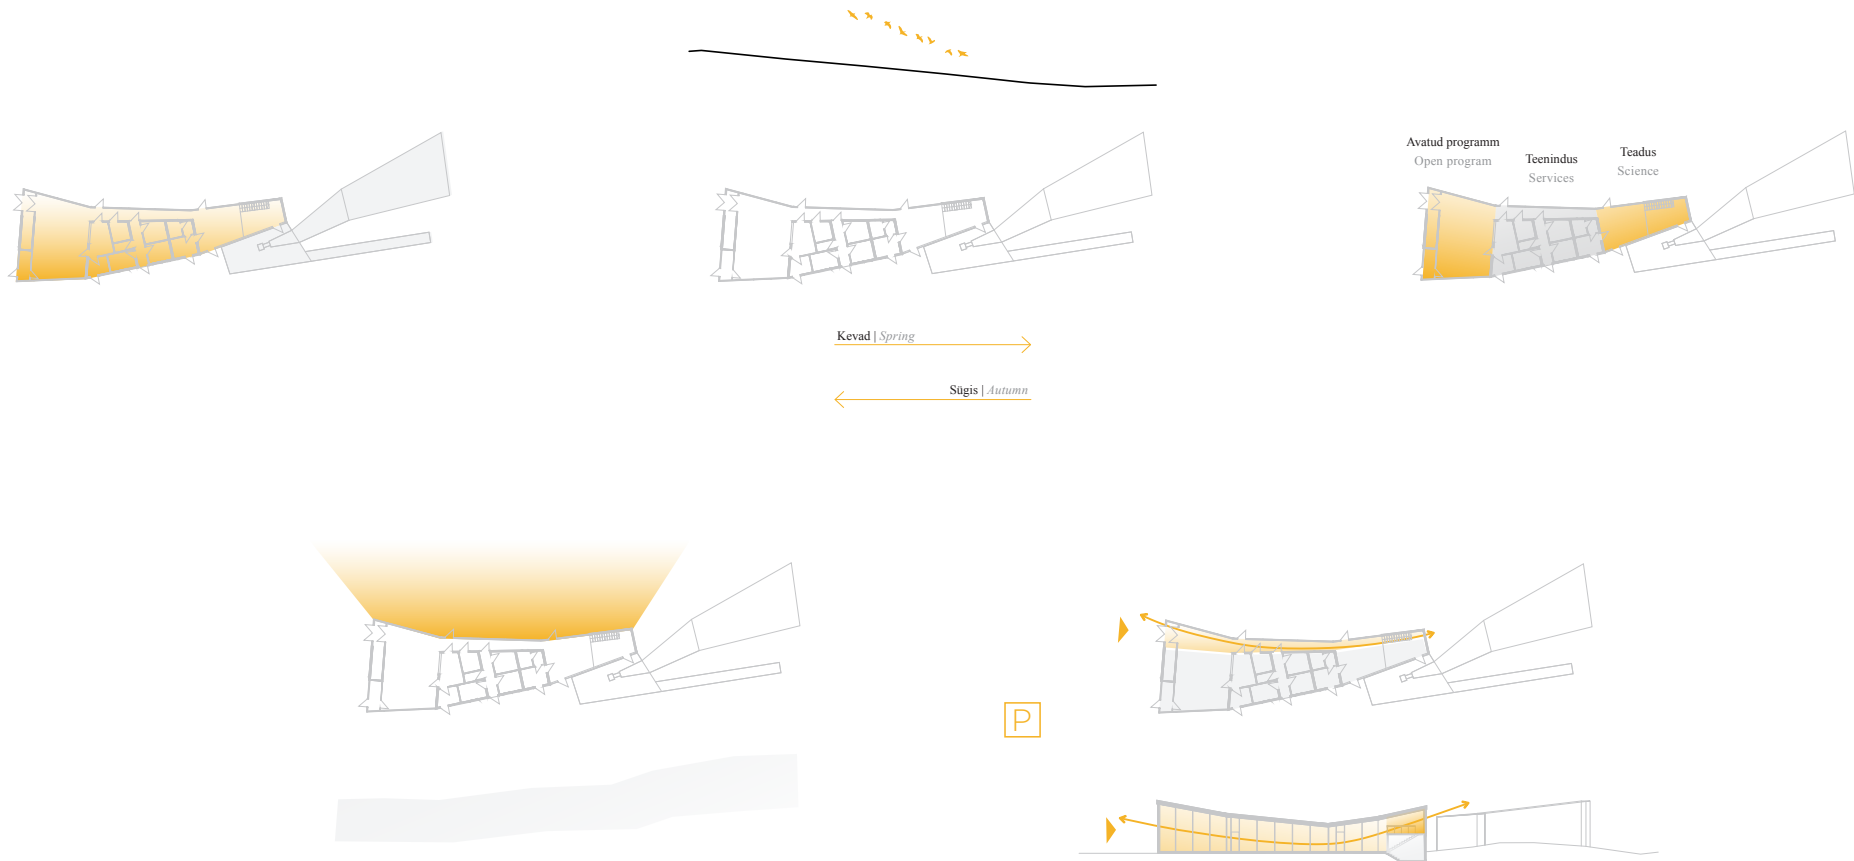 Avatud programm
Open program
Teenindus
Services
Teadus
Science
Kevad | Spring
Sügis | Autumn
P